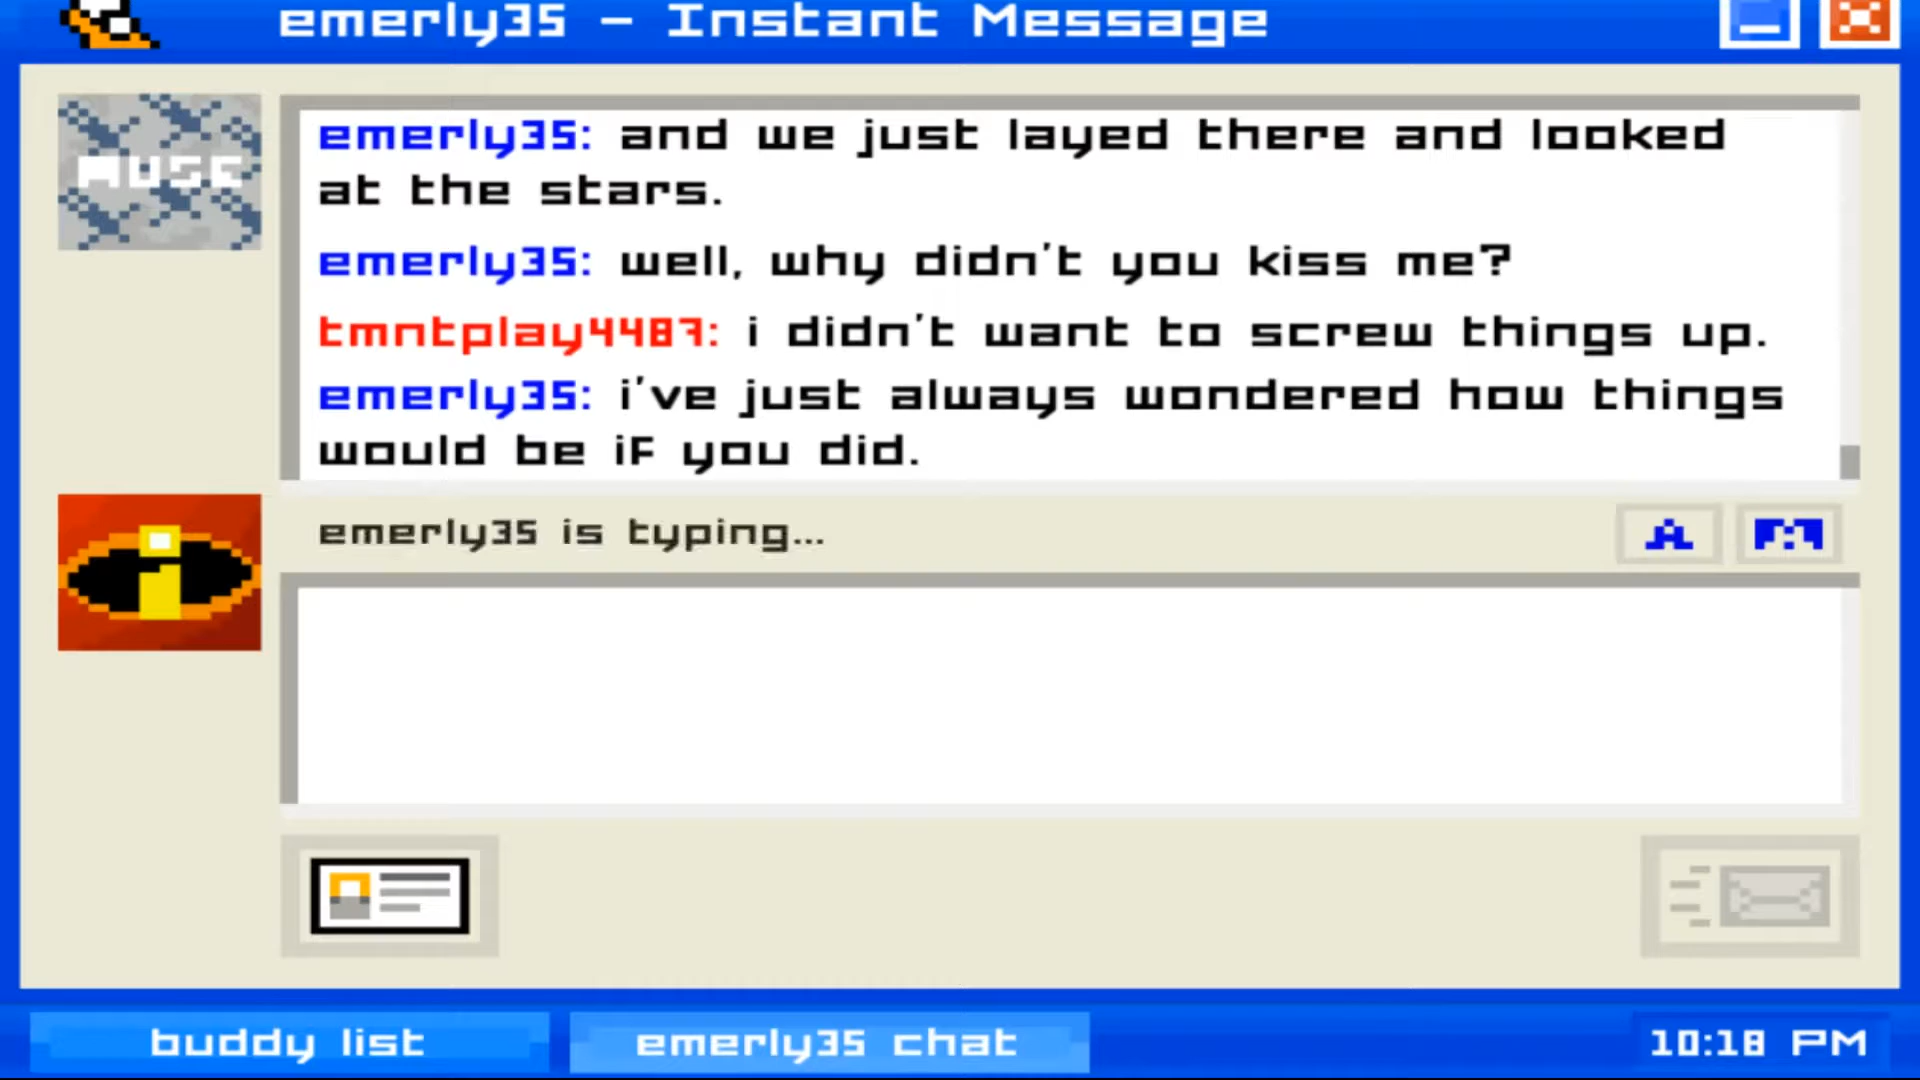 emerly35 - Instant Message
MUSE
emerly35: and we just layed there and looked
at the stars.
emerly35: well, why didn't you kiss me?
tmntplay4487: i didn't want to screw things up.
emerly35: i've just always wondered how things
would be if you did.
emerly35 is typing...
A
buddy list
emerly35 chat
10:18 PM